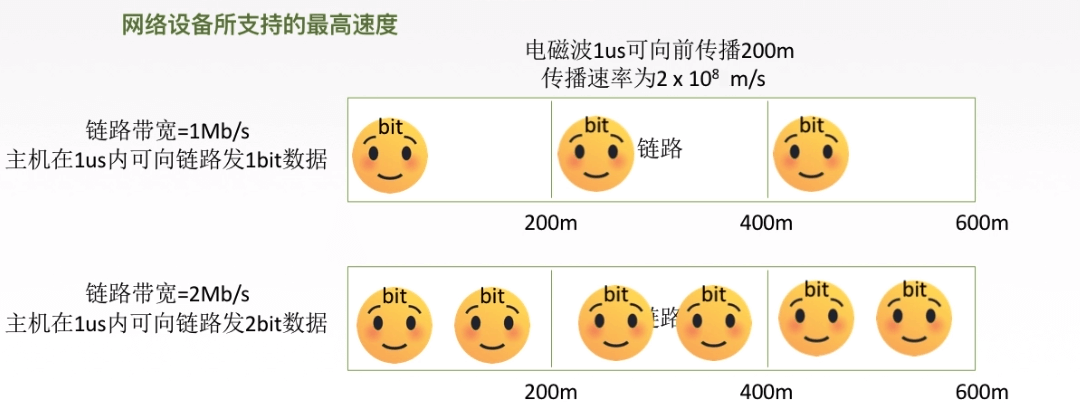 网络设备所支持的最高速度
电磁波1us可向前传播200m
传播速率为2 x 10⁸ m/s
链路带宽=1Mb/s
主机在1us内可向链路发1bit数据
bit bit 链路 bit
200m 400m 600m
链路带宽=2Mb/s
主机在1us内可向链路发2bit数据
bit bit bit 链路 bit bit bit
200m 400m 600m